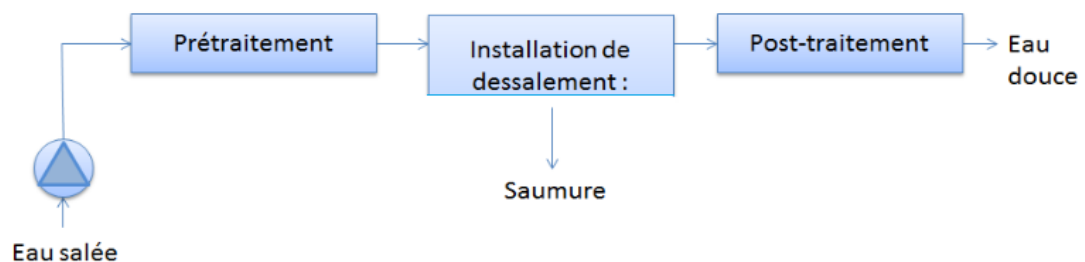 Prétraitement
Installation de
dessalement :
Post-traitement
Eau
douce
Saumure
Eau salée